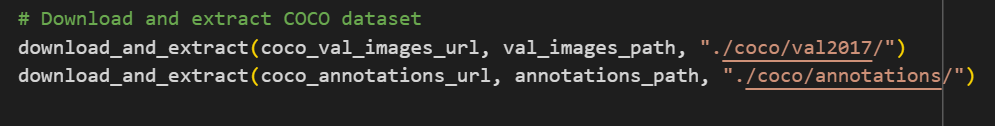 # Download and extract COCO dataset
download_and_extract(coco_val_images_url, val_images_path, "./coco/val2017/")
download_and_extract(coco_annotations_url, annotations_path, "./coco/annotations/")